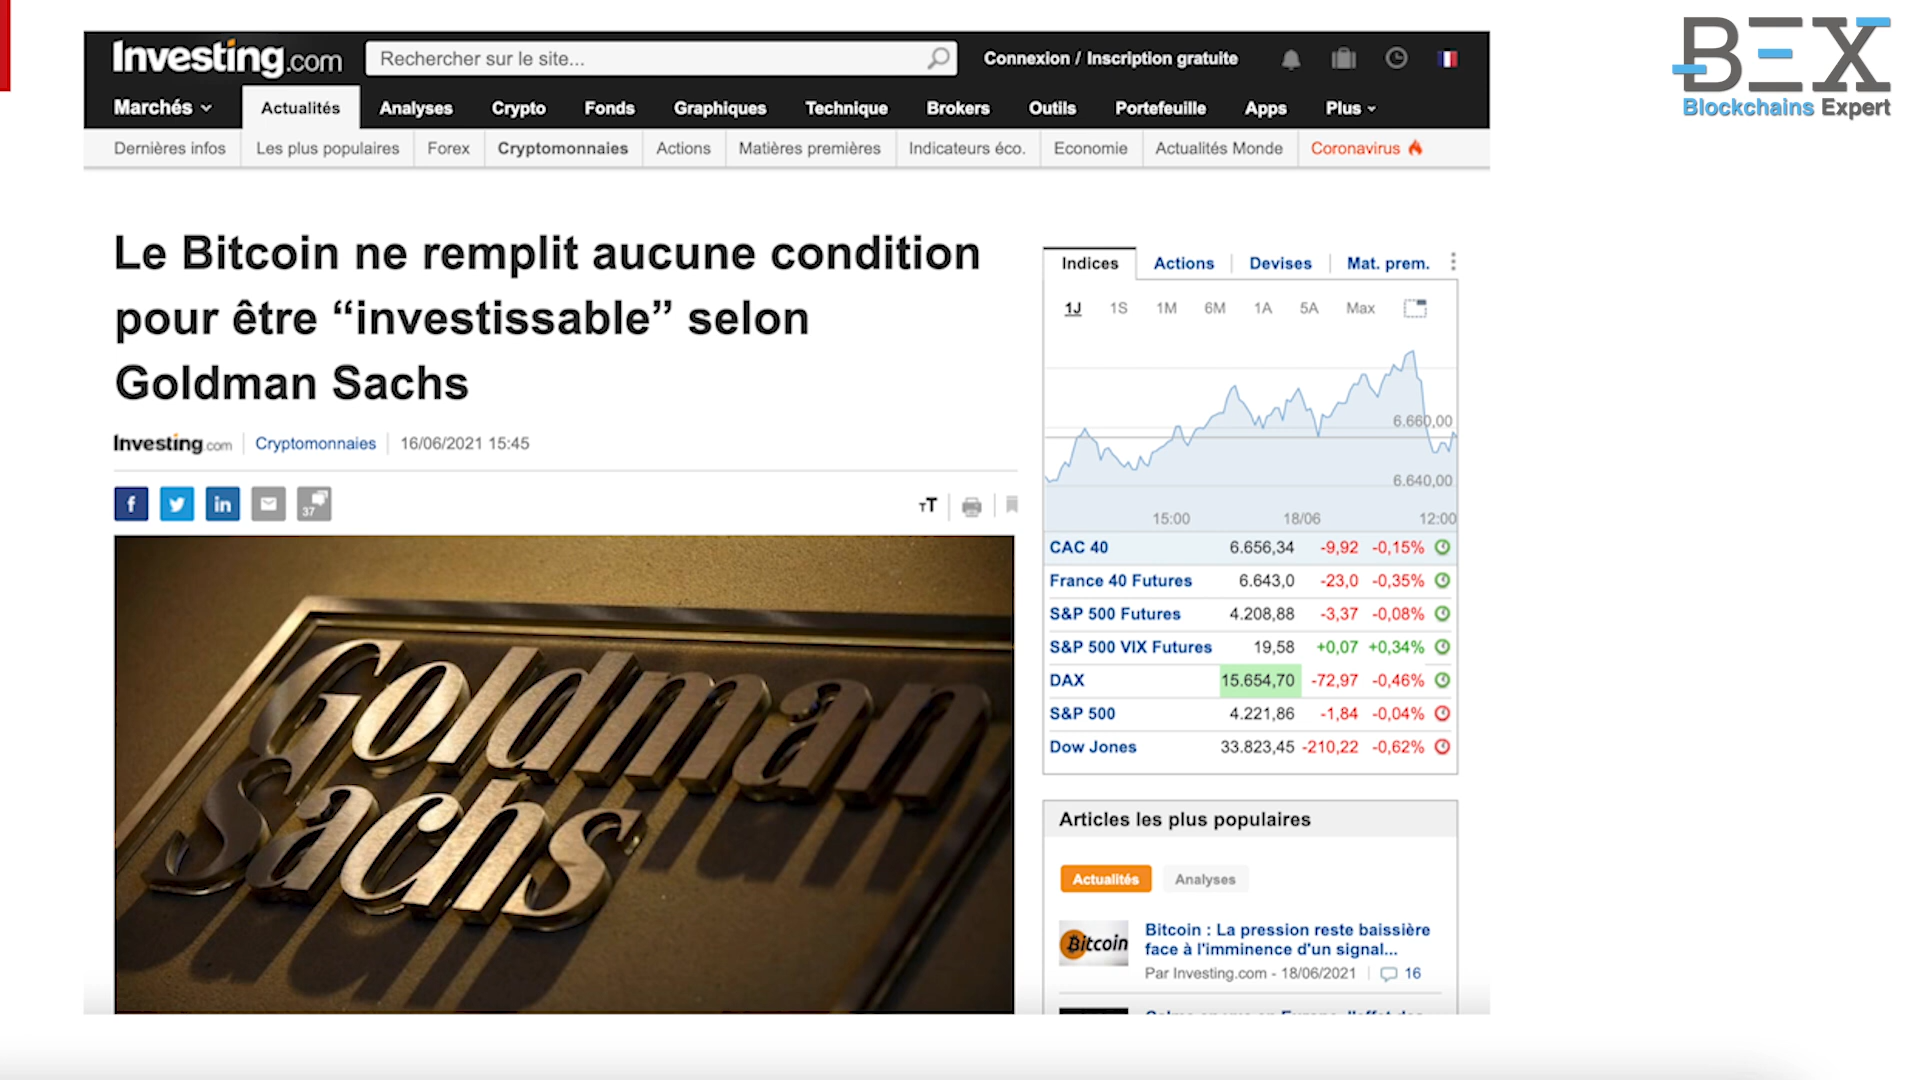 Investing.com
Rechercher sur le site...
Connexion / Inscription gratuite
BEX
Blockchains Expert
Marchés
Actualités
Analyses
Crypto
Fonds
Graphiques
Technique
Brokers
Outils
Portefeuille
Apps
Plus
Dernières infos
Les plus populaires
Forex
Cryptomonnaies
Actions
Matières premières
Indicateurs éco.
Economie
Actualités Monde
Coronavirus
Le Bitcoin ne remplit aucune condition
pour être “investissable” selon
Goldman Sachs
Investing.com
Cryptomonnaies
16/06/2021 15:45
f
in
37
TT
Goldman
Sachs
Indices
Actions
Devises
Mat. prem.
1J 1S 1M 6M 1A 5A Max
6.660,00
6.640,00
15:00 18/06 12:00
CAC 40 6.656,34 -9,92 -0,15%
France 40 Futures 6.643,0 -23,0 -0,35%
S&P 500 Futures 4.208,88 -3,37 -0,08%
S&P 500 VIX Futures 19,58 +0,07 +0,34%
DAX 15.654,70 -72,97 -0,46%
S&P 500 4.221,86 -1,84 -0,04%
Dow Jones 33.823,45 -210,22 -0,62%
Articles les plus populaires
Actualités
Analyses
Bitcoin
Bitcoin : La pression reste baissière
face à l'imminence d'un signal...
Par Investing.com - 18/06/2021 16